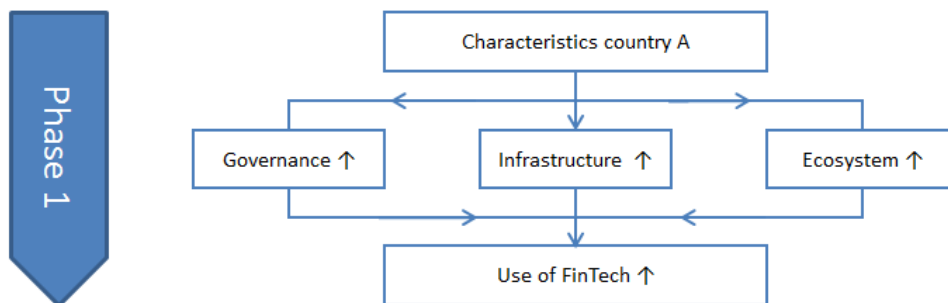 Phase 1
Characteristics country A
Governance ↑
Infrastructure ↑
Ecosystem ↑
Use of FinTech ↑